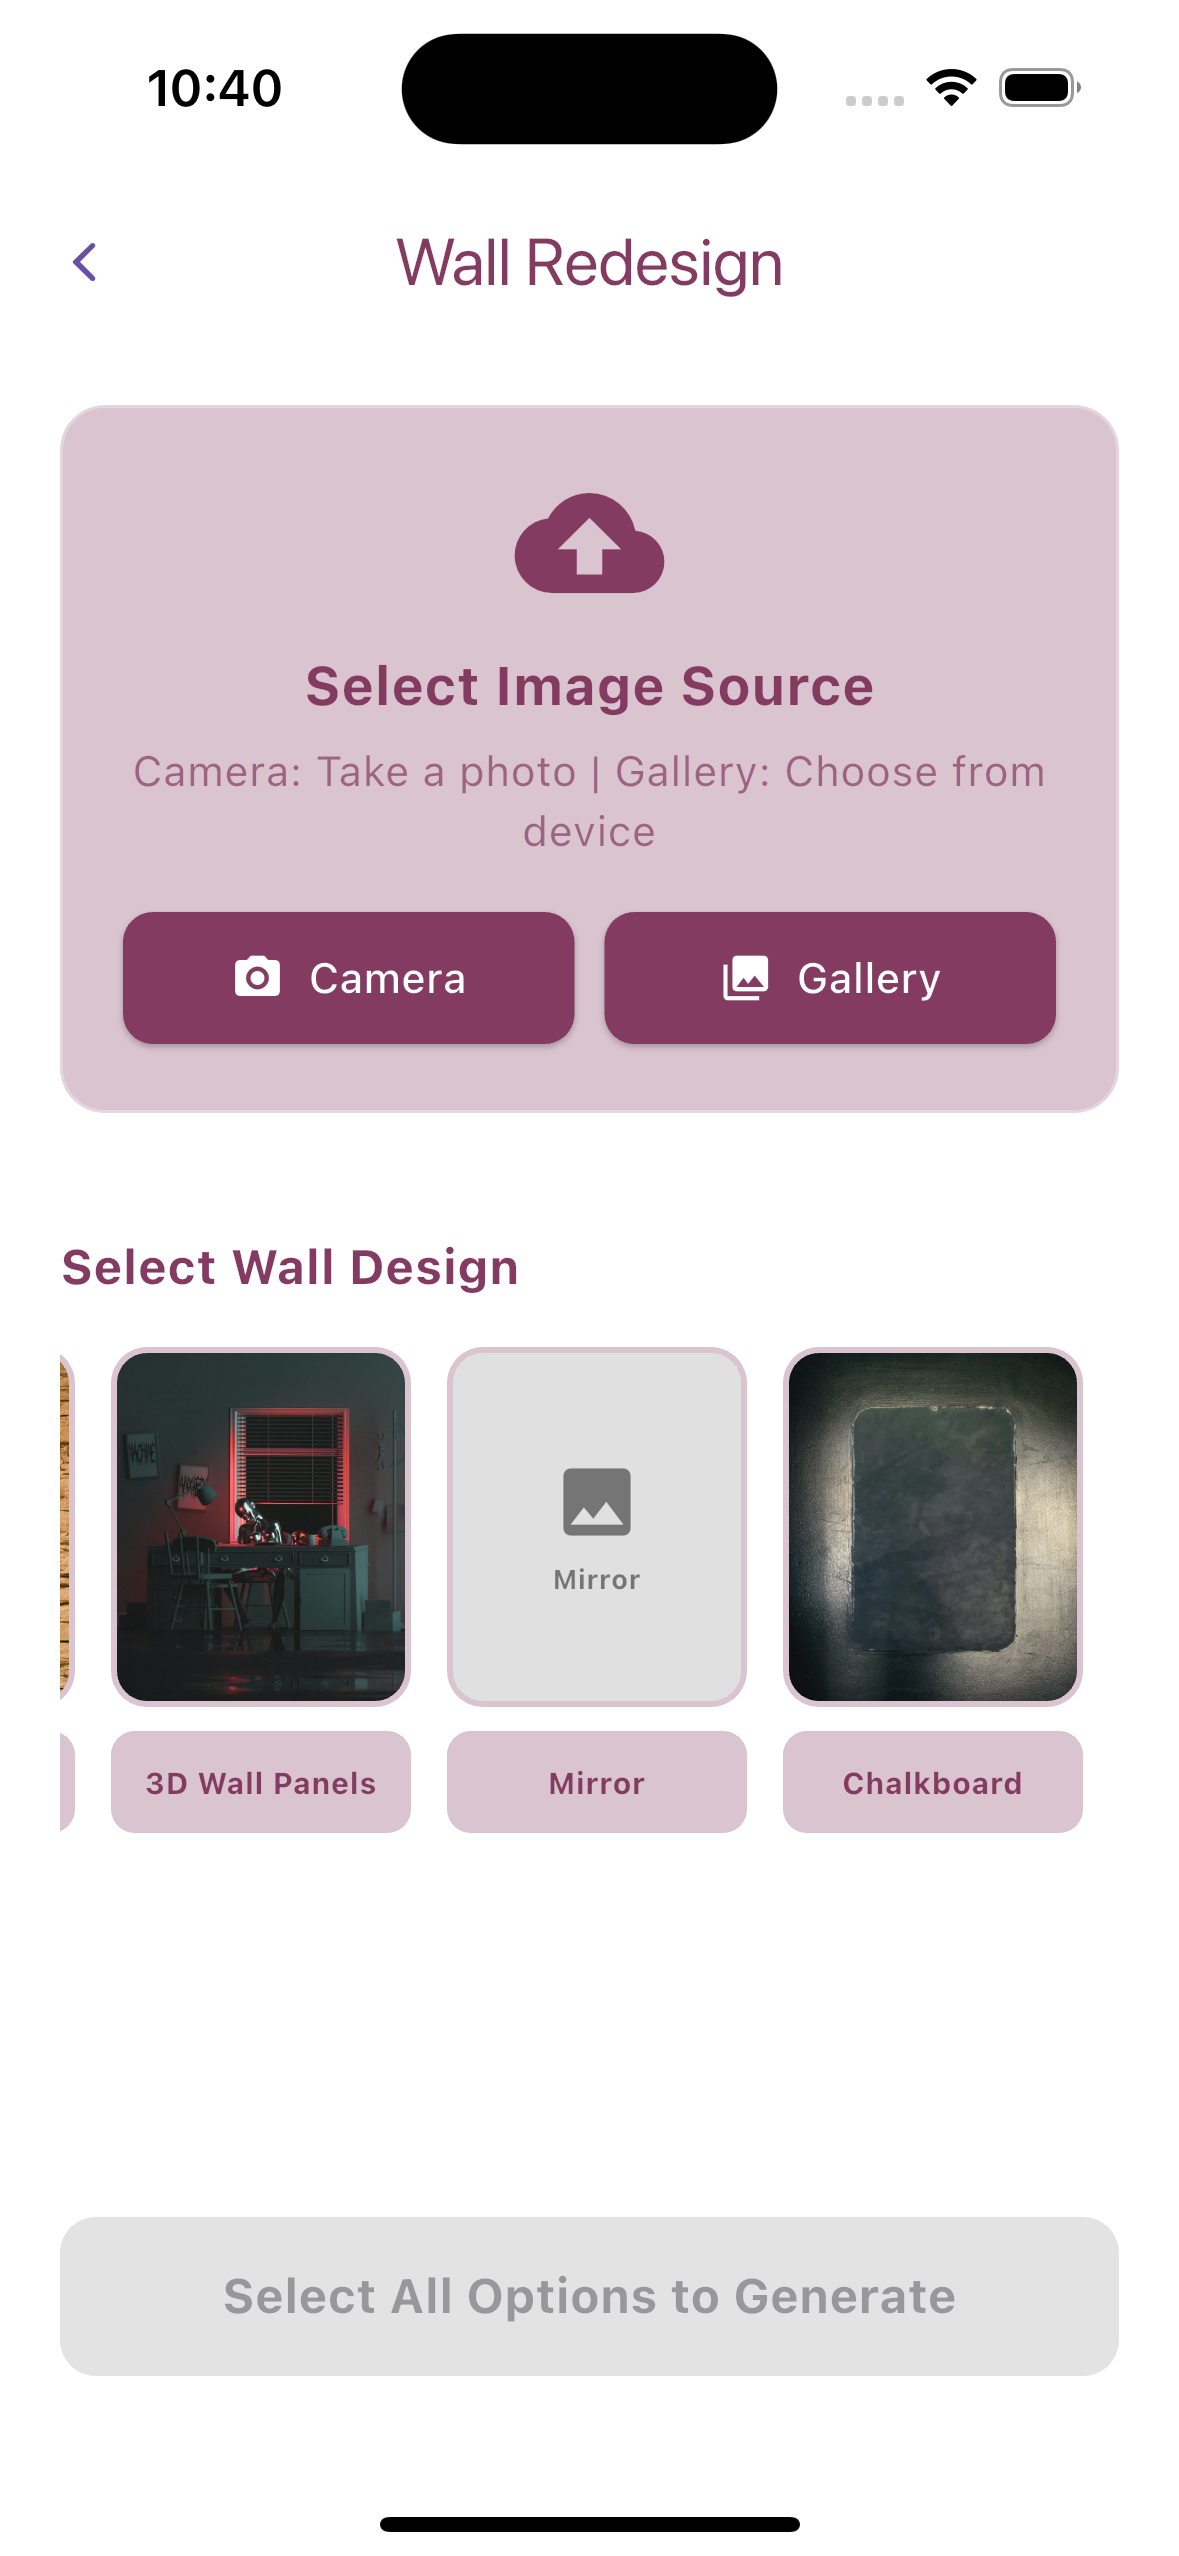 10:40
Wall Redesign
Select Image Source
Camera: Take a photo | Gallery: Choose from
device
Camera
Gallery
Select Wall Design
MACHINE
Mirror
3D Wall Panels
Mirror
Chalkboard
Select All Options to Generate